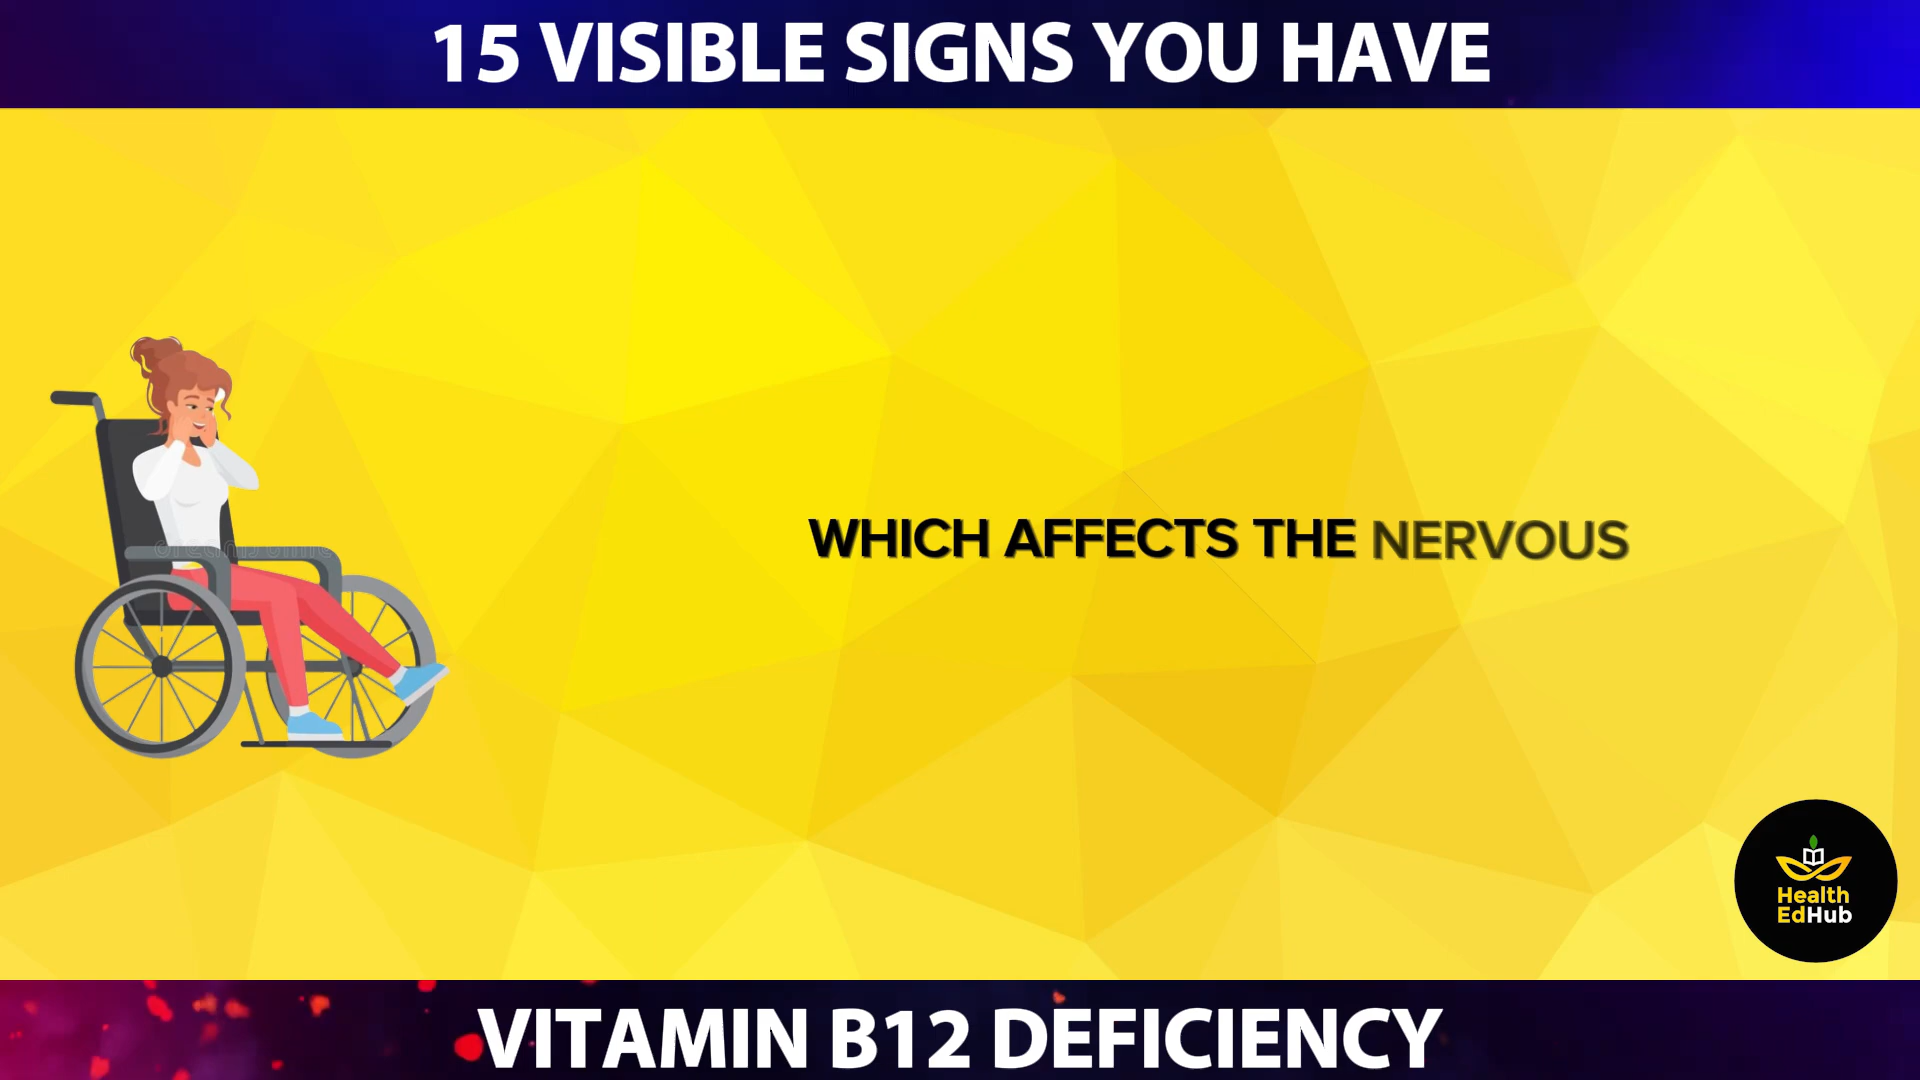 15 VISIBLE SIGNS YOU HAVE
WHICH AFFECTS THE NERVOUS
Health
EdHub
VITAMIN B12 DEFICIENCY